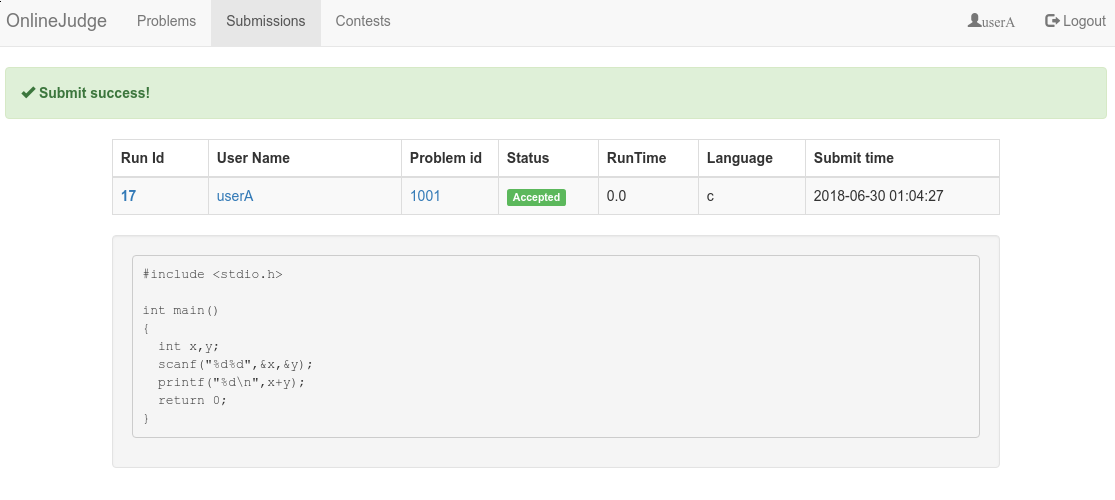 OnlineJudge Problems Submissions Contests userA Logout
Submit success!
Run Id User Name Problem id Status RunTime Language Submit time
17 userA 1001 Accepted 0.0 c 2018-06-30 01:04:27
#include <stdio.h>
int main()
{
  int x,y;
  scanf("%d%d",&x,&y);
  printf("%d\n",x+y);
  return 0;
}